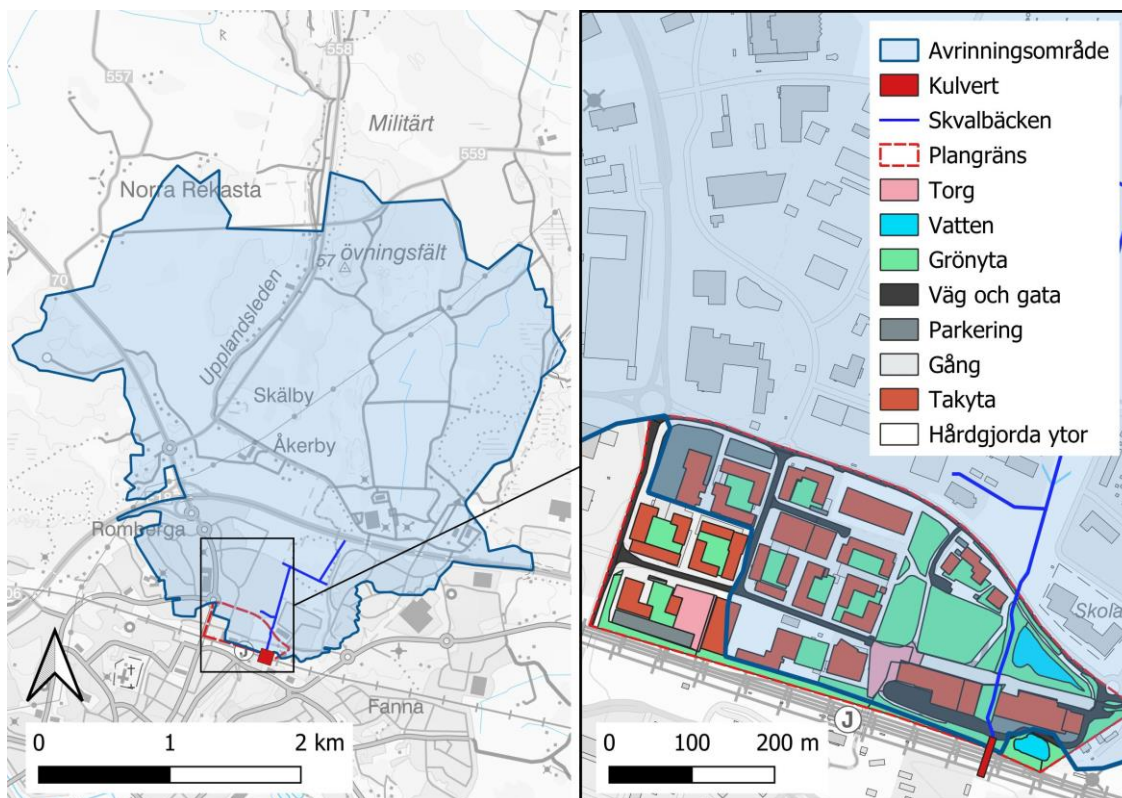 558
557
Militärt
559
Norra Rekasta
övningsfält
57
70
Upplandsleden
Skälby
Åkerby
Romberga
J
Fanna
0 1 2 km
Avrinningsområde
Kulvert
Skvalbäcken
Plangräns
Torg
Vatten
Grönyta
Väg och gata
Parkering
Gång
Takyta
Hårdgjorda ytor
Skola
J
0 100 200 m